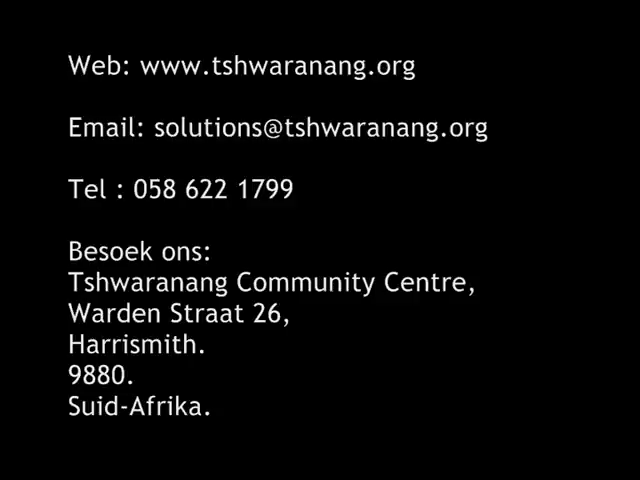 Web: www.tshwaranang.org
Email: solutions@tshwaranang.org
Tel : 058 622 1799
Besoek ons:
Tshwaranang Community Centre,
Warden Straat 26,
Harrismith.
9880.
Suid-Afrika.